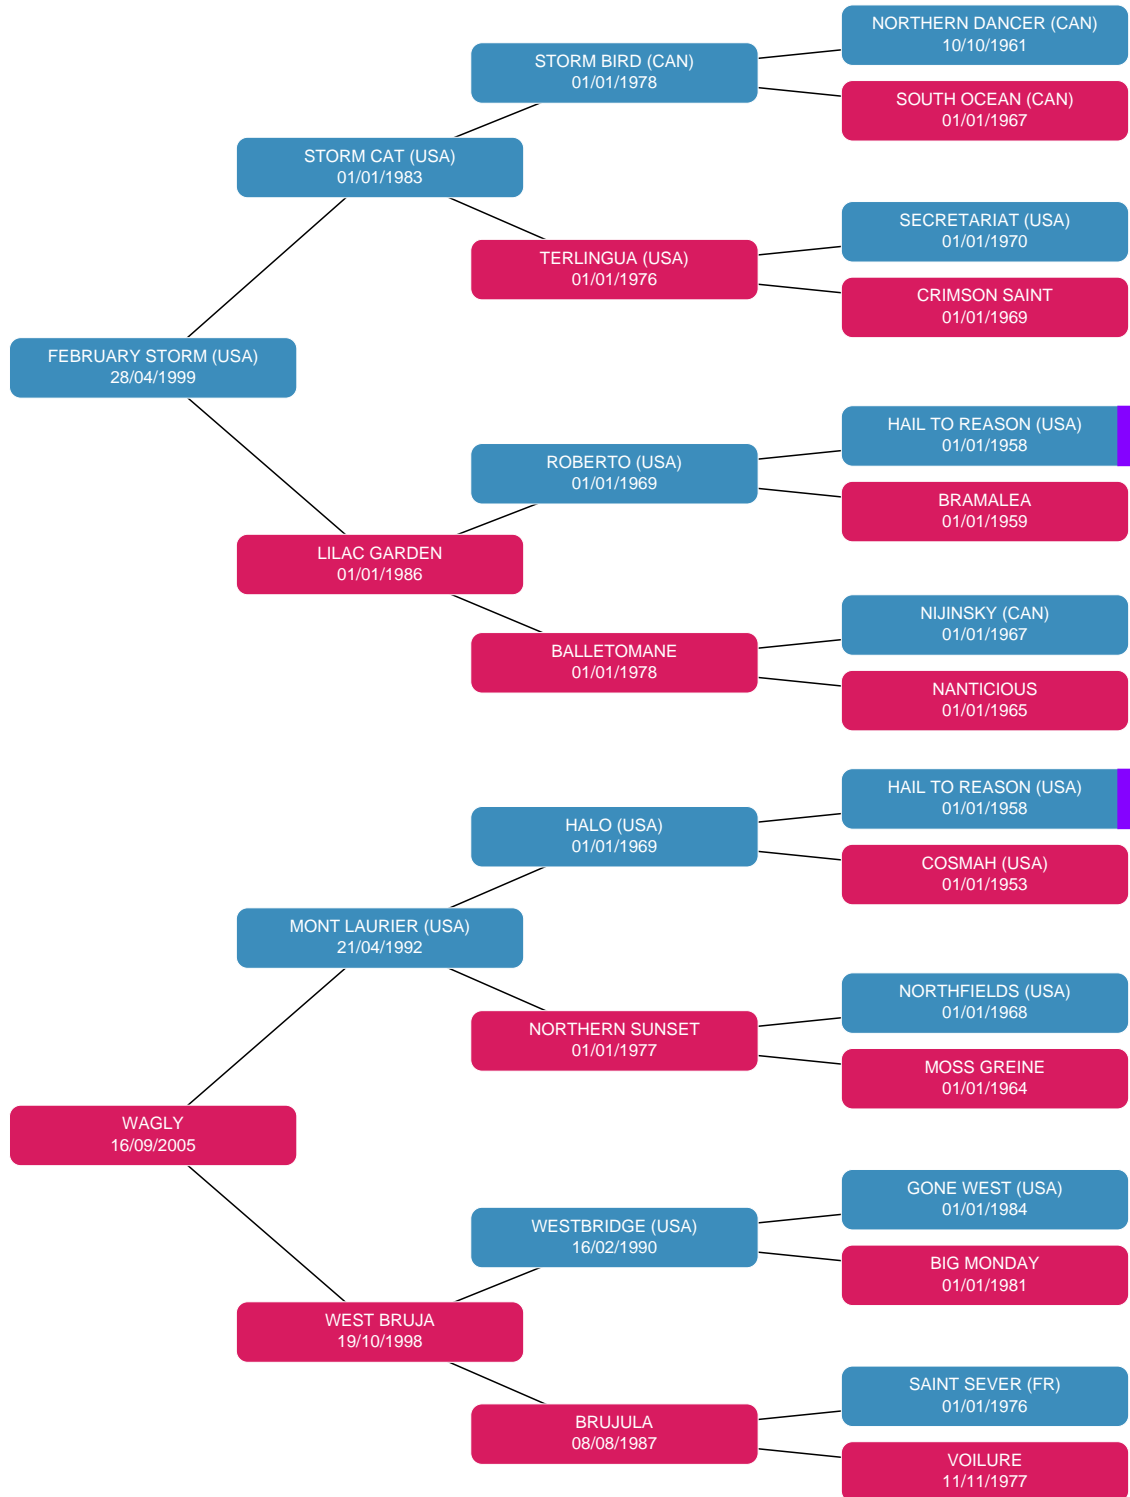 NORTHERN DANCER (CAN)
10/10/1961
STORM BIRD (CAN)
01/01/1978
SOUTH OCEAN (CAN)
01/01/1967
STORM CAT (USA)
01/01/1983
SECRETARIAT (USA)
01/01/1970
TERLINGUA (USA)
01/01/1976
CRIMSON SAINT
01/01/1969
FEBRUARY STORM (USA)
28/04/1999
HAIL TO REASON (USA)
01/01/1958
ROBERTO (USA)
01/01/1969
BRAMALEA
01/01/1959
LILAC GARDEN
01/01/1986
NIJINSKY (CAN)
01/01/1967
BALLETOMANE
01/01/1978
NANTICIOUS
01/01/1965
HAIL TO REASON (USA)
01/01/1958
HALO (USA)
01/01/1969
COSMAH (USA)
01/01/1953
MONT LAURIER (USA)
21/04/1992
NORTHFIELDS (USA)
01/01/1968
NORTHERN SUNSET
01/01/1977
MOSS GREINE
01/01/1964
WAGLY
16/09/2005
GONE WEST (USA)
01/01/1984
WESTBRIDGE (USA)
16/02/1990
BIG MONDAY
01/01/1981
WEST BRUJA
19/10/1998
SAINT SEVER (FR)
01/01/1976
BRUJULA
08/08/1987
VOILURE
11/11/1977